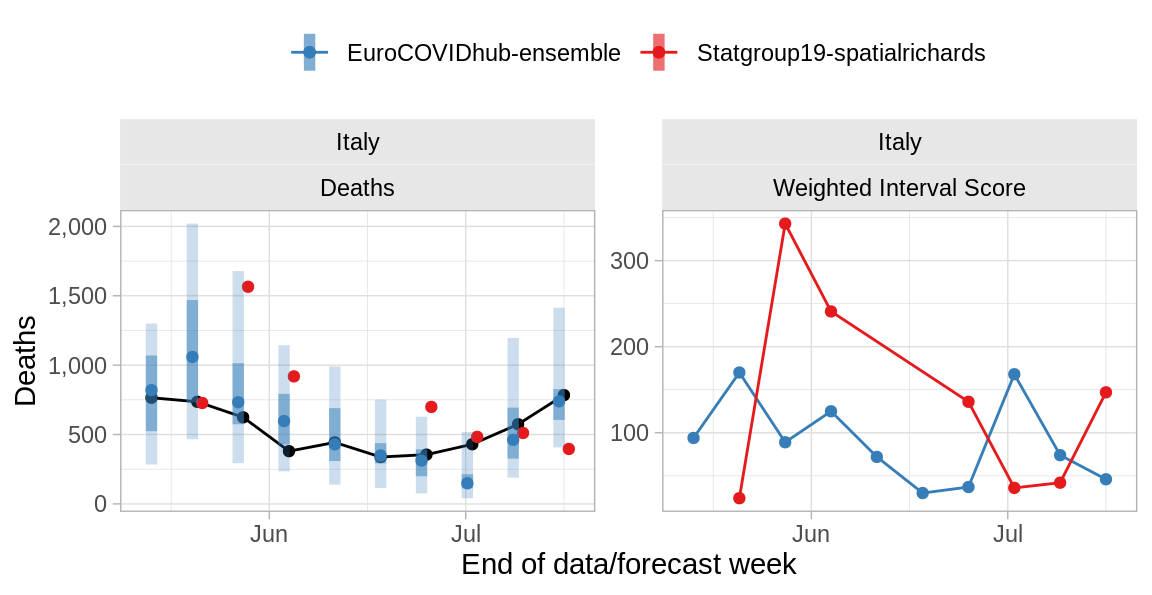 EuroCOVIDhub-ensemble Statgroup19-spatialrichards
Italy Italy
Deaths Weighted Interval Score
Deaths
2,000
1,500
1,000
500
0
300
200
100
Jun Jul Jun Jul
End of data/forecast week